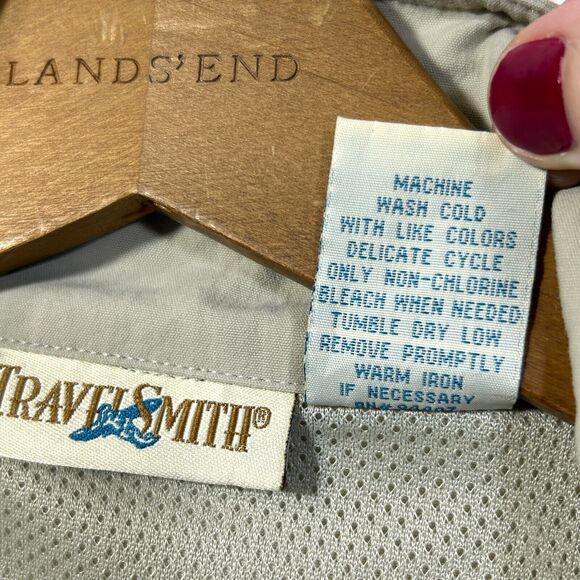 LANDS' END
MACHINE
WASH COLD
WITH LIKE COLORS
DELICATE CYCLE
ONLY NON-CHLORINE
BLEACH WHEN NEEDED
TUMBLE DRY LOW
REMOVE PROMPTLY
WARM IRON
IF NECESSARY
TRAVELSMITH®